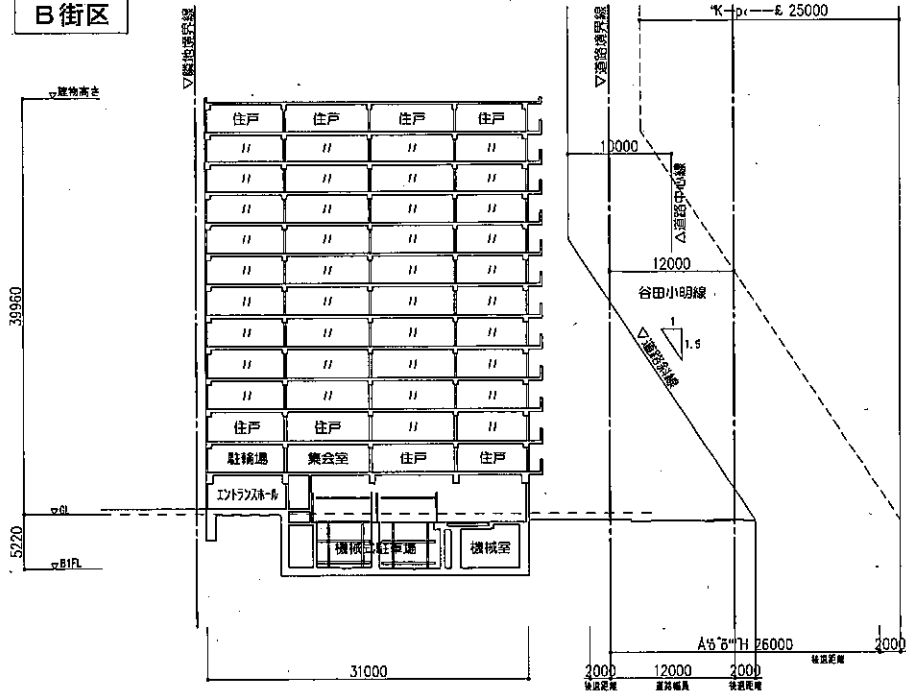 B街区
▽隣地境界線
▽道路境界線
25000
▽建物高さ
住戸 住戸 住戸 住戸
〃 〃 〃 〃
〃 〃 〃 〃
〃 〃 〃 〃
〃 〃 〃 〃
〃 〃 〃 〃
〃 〃 〃 〃
〃 〃 〃 〃
〃 〃 〃 〃
〃 〃 〃 〃
住戸 住戸 〃 〃
駐輪場 集会室 住戸 住戸
エントランスホール
機械式駐車場 機械室
10000
△道路中心線
12000
谷田小明線
1
1.5
▽道路斜線
39960
▽GL
5220
▽B1FL
31000
2000 12000 2000
後退距離 道路幅員 後退距離
26000
2000
後退距離